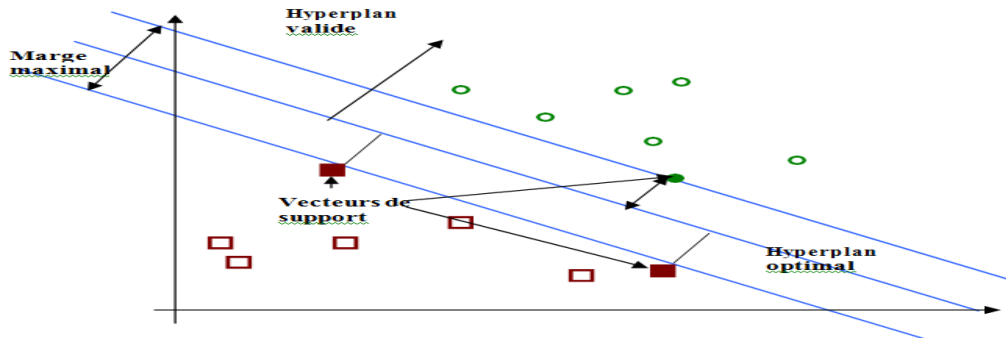 Hyperplan
valide
Marge
maximal
Vecteurs de
support
Hyperplan
optimal